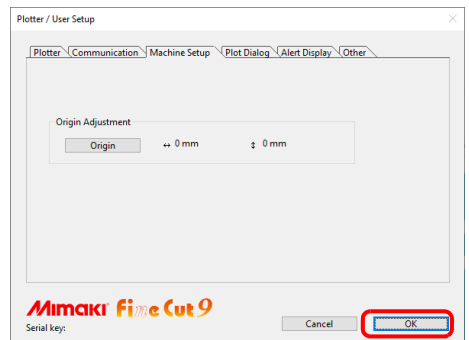 Plotter / User Setup
Plotter Communication Machine Setup Plot Dialog Alert Display Other
Origin Adjustment
Origin ↔ 0 mm ↕ 0 mm
Mimaki Fine Cut 9
Serial key:
Cancel OK